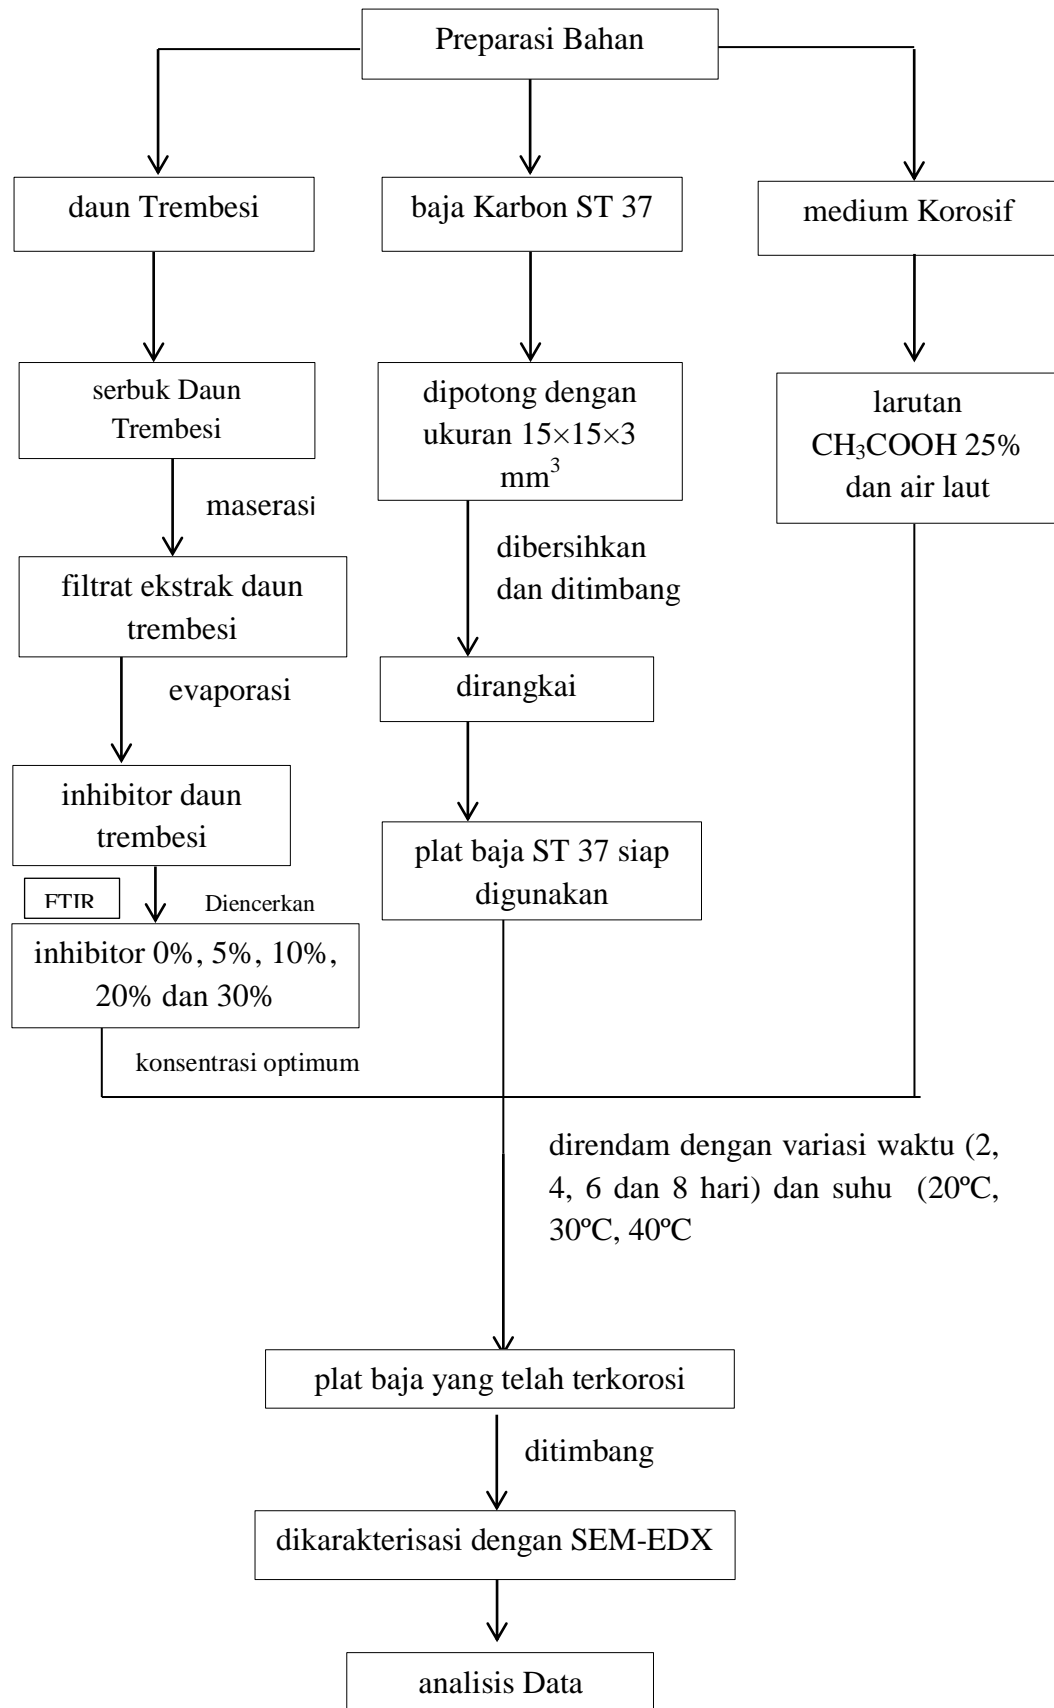 Preparasi Bahan
daun Trembesi
baja Karbon ST 37
medium Korosif
serbuk Daun
Trembesi
dipotong dengan
ukuran 15×15×3
mm³
larutan
CH₃COOH 25%
dan air laut
maserasi
dibersihkan
dan ditimbang
filtrat ekstrak daun
trembesi
dirangkai
evaporasi
inhibitor daun
trembesi
plat baja ST 37 siap
digunakan
FTIR
Diencerkan
inhibitor 0%, 5%, 10%,
20% dan 30%
konsentrasi optimum
direndam dengan variasi waktu (2,
4, 6 dan 8 hari) dan suhu (20ºC,
30ºC, 40ºC
plat baja yang telah terkorosi
ditimbang
dikarakterisasi dengan SEM-EDX
analisis Data